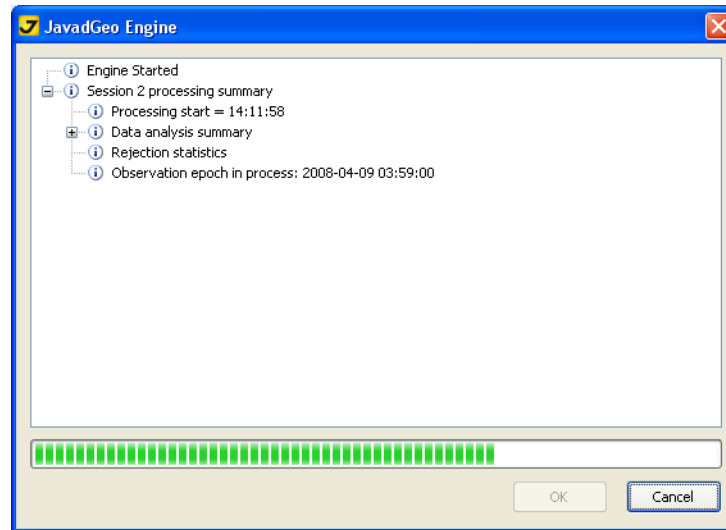 JavadGeo Engine
Engine Started
Session 2 processing summary
Processing start = 14:11:58
Data analysis summary
Rejection statistics
Observation epoch in process: 2008-04-09 03:59:00
OK
Cancel